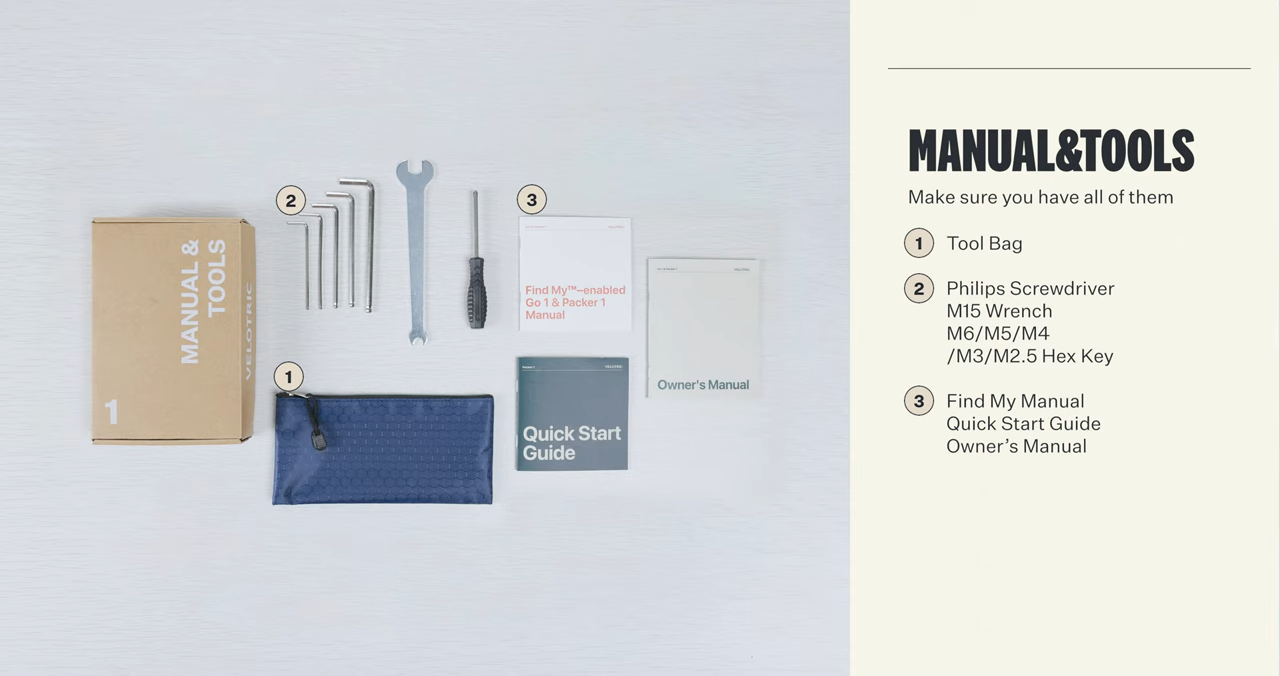 MANUAL &
TOOLS
VELOTRIC
1
2
1
3
Find My™–enabled
Go 1 & Packer 1
Manual
Owner's Manual
Quick Start
Guide
MANUAL&TOOLS
Make sure you have all of them
1 Tool Bag
2 Philips Screwdriver
M15 Wrench
M6/M5/M4
/M3/M2.5 Hex Key
3 Find My Manual
Quick Start Guide
Owner’s Manual